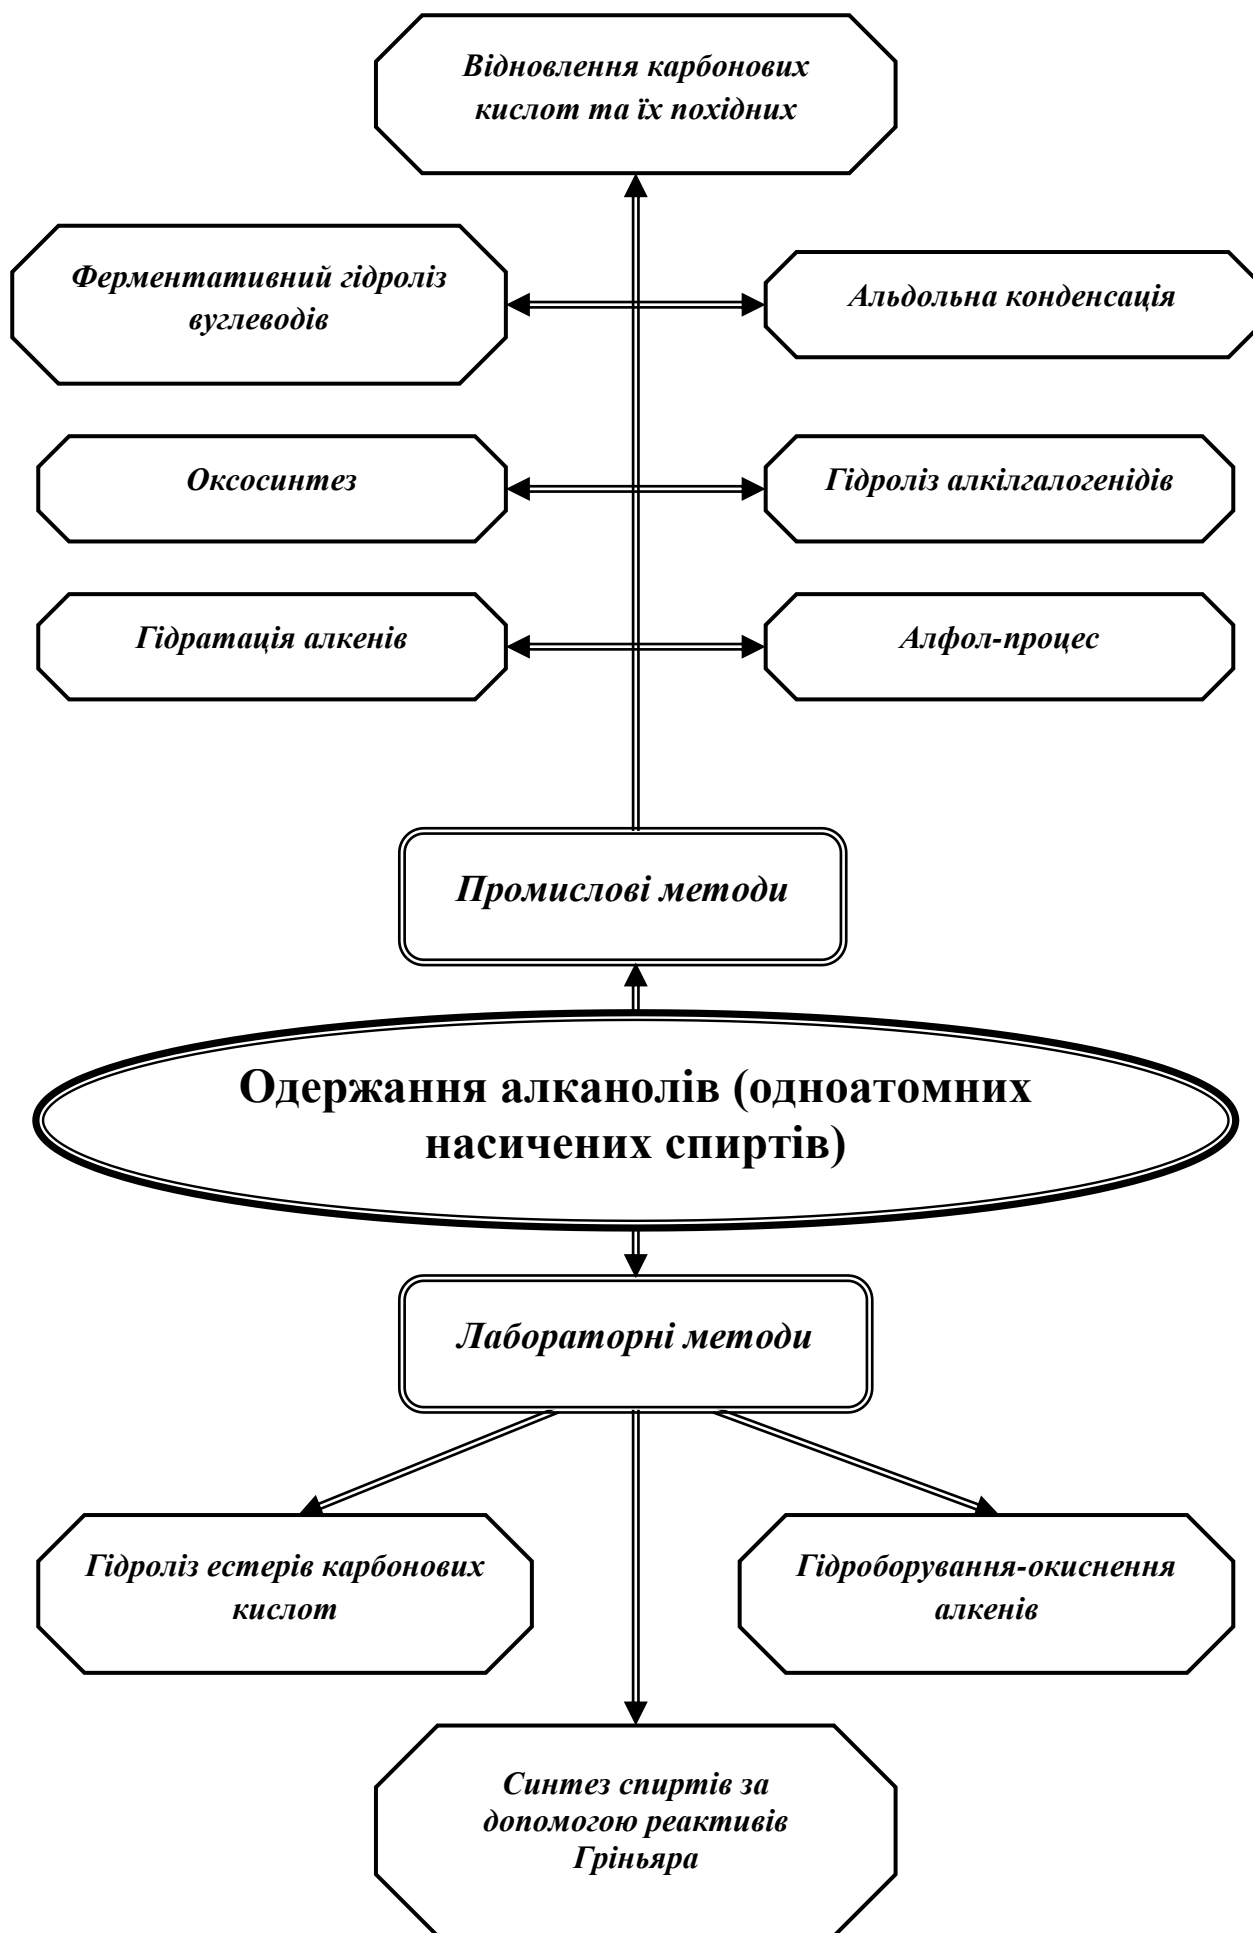 Відновлення карбонових
кислот та їх похідних
Ферментативний гідроліз
вуглеводів
Альдольна конденсація
Оксосинтез
Гідроліз алкілгалогенідів
Гідратація алкенів
Алфол-процес
Промислові методи
Одержання алканолів (одноатомних
насичених спиртів)
Лабораторні методи
Гідроліз естерів карбонових
кислот
Гідроборування-окиснення
алкенів
Синтез спиртів за
допомогою реактивів
Гріньяра